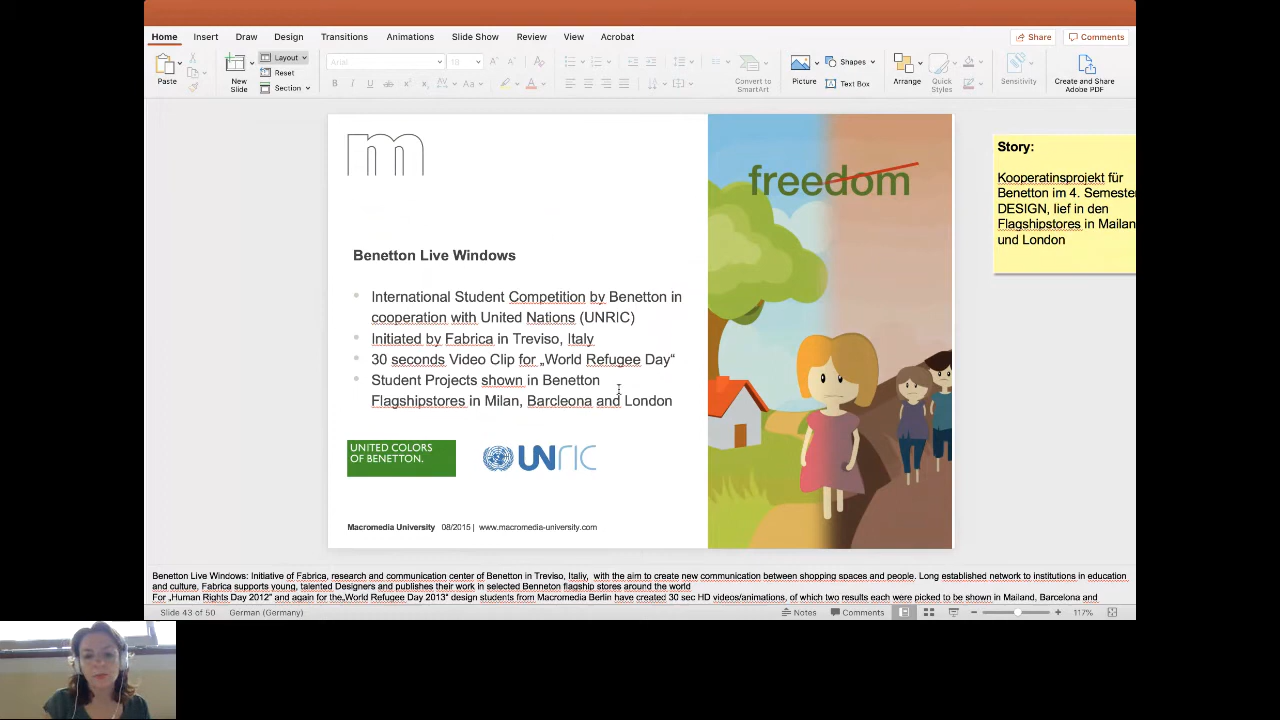 Home Insert Draw Design Transitions Animations Slide Show Review View Acrobat Share Comments
Paste New Slide Layout Reset Section Arial 18 Convert to SmartArt Picture Shapes Text Box Arrange Quick Styles Sensitivity Create and Share Adobe PDF
m
freedom
Benetton Live Windows
International Student Competition by Benetton in
cooperation with United Nations (UNRIC)
Initiated by Fabrica in Treviso, Italy
30 seconds Video Clip for „World Refugee Day“
Student Projects shown in Benetton
Flagshipstores in Milan, Barcleona and London
UNITED COLORS
OF BENETTON.
UNRIC
Macromedia University 08/2015 | www.macromedia-university.com
Story:
Kooperatinsprojekt für
Benetton im 4. Semester
DESIGN, lief in den
Flagshipstores in Mailan
und London
Benetton Live Windows: Initiative of Fabrica, research and communication center of Benetton in Treviso, Italiy, with the aim to create new communication between shopping spaces and people. Long established network to institutions in education
and culture, Fabrica supports young, talented Designers and publishes their work in selected Benneton flagship stores around the world
For „Human Rights Day 2012” and again for the„World Refugee Day 2013” design students from Macromedia Berlin have created 30 sec HD videos/animations, of which two results each were picked to be shown in Mailand, Barcelona and
Slide 43 of 50 German (Germany) Notes Comments 117%